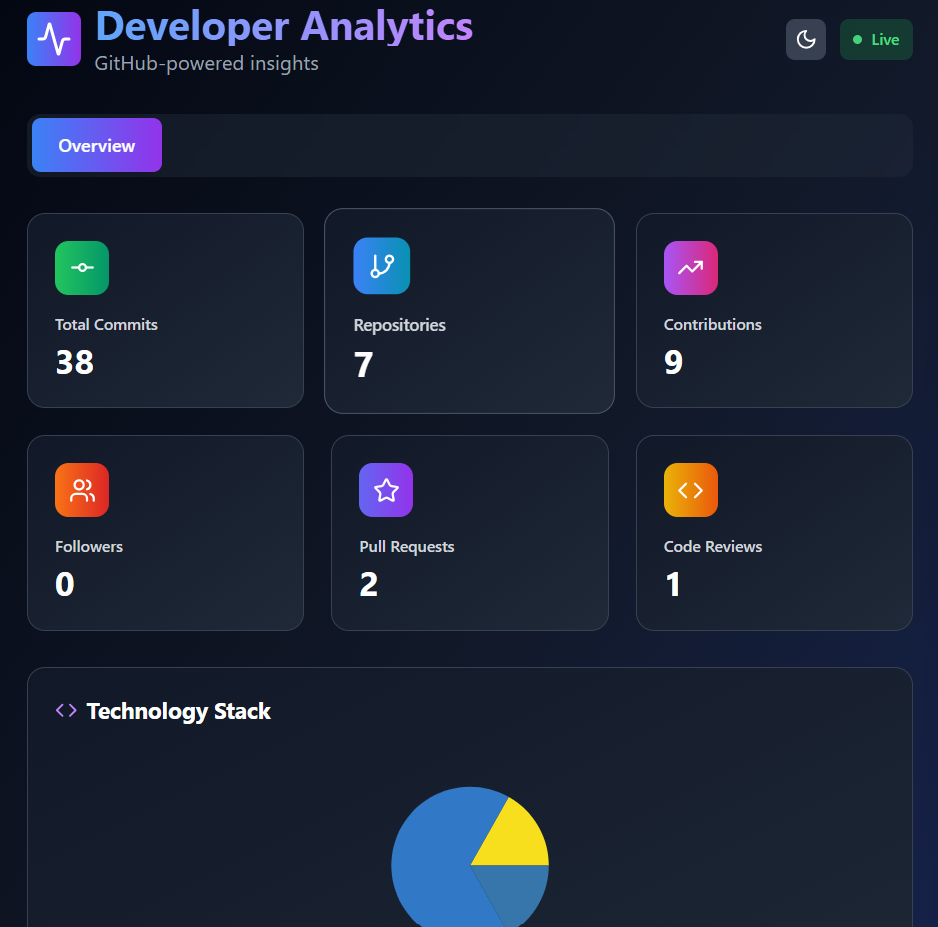 Developer Analytics
GitHub-powered insights
Live
Overview
Total Commits
38
Repositories
7
Contributions
9
Followers
0
Pull Requests
2
Code Reviews
1
Technology Stack